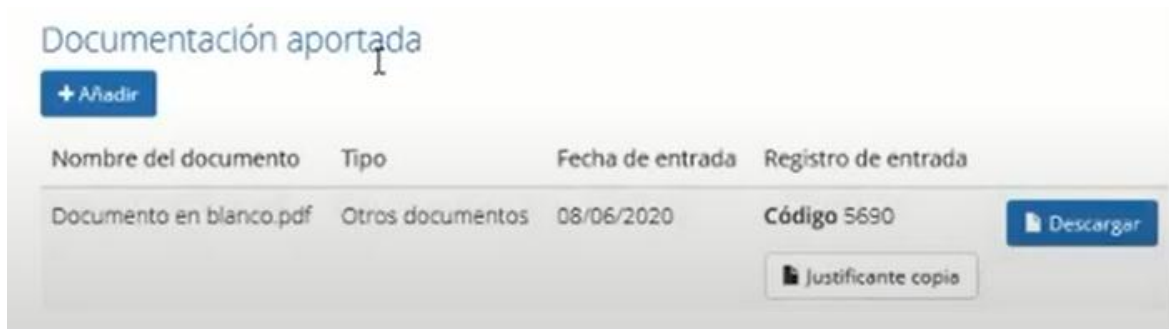 Documentación aportada
+ Añadir
Nombre del documento Tipo Fecha de entrada Registro de entrada
Documento en blanco.pdf Otros documentos 08/06/2020 Código 5690 Descargar
Justificante copia